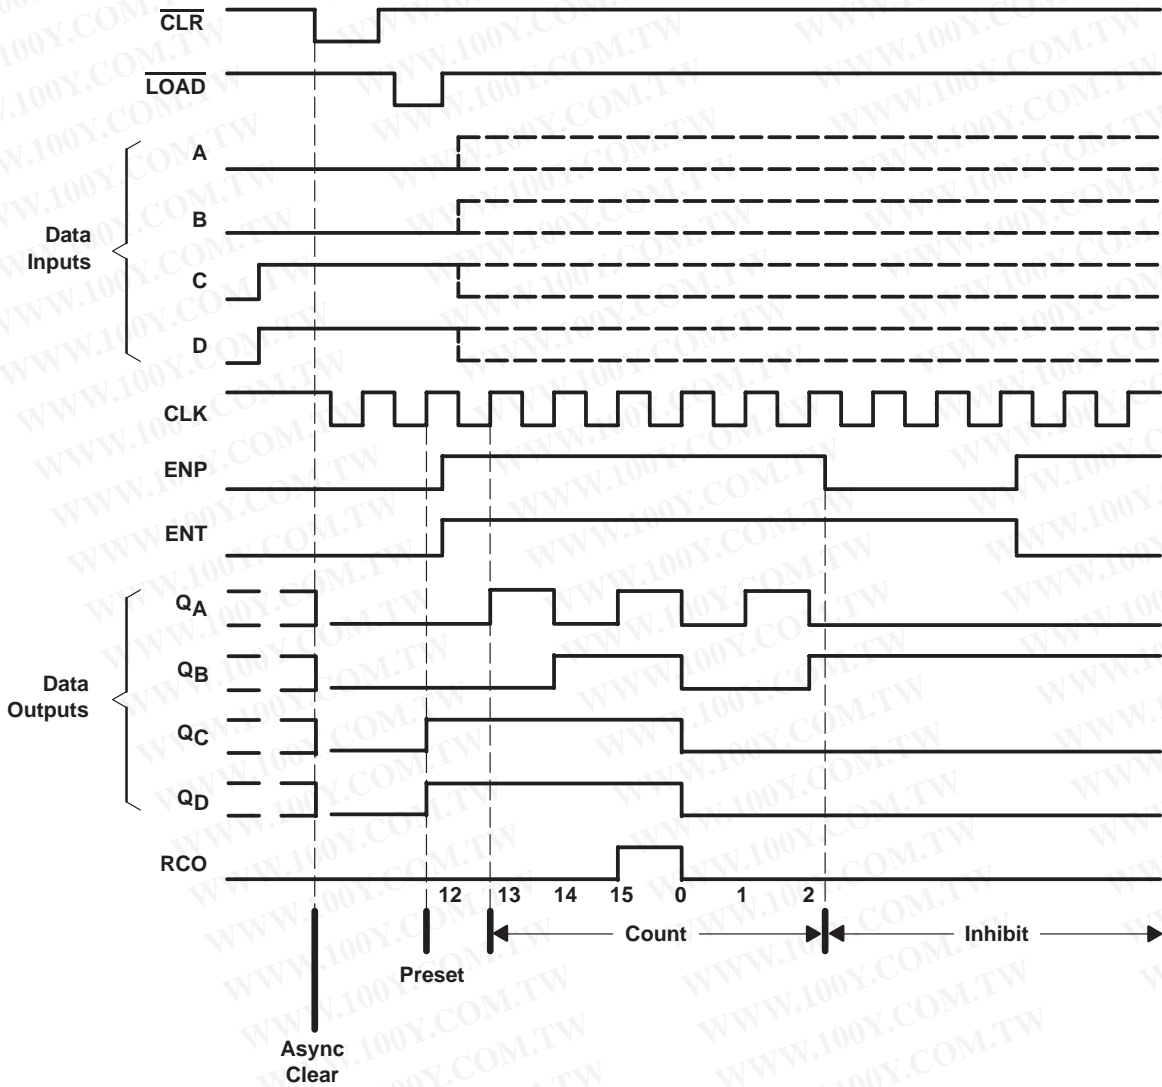 CLR
LOAD
A
B
Data
Inputs
C
D
CLK
ENP
ENT
QA
QB
Data
Outputs
QC
QD
RCO
12 13 14 15 0 1 2
Count Inhibit
Preset
Async
Clear
WWW.100Y.COM.TW